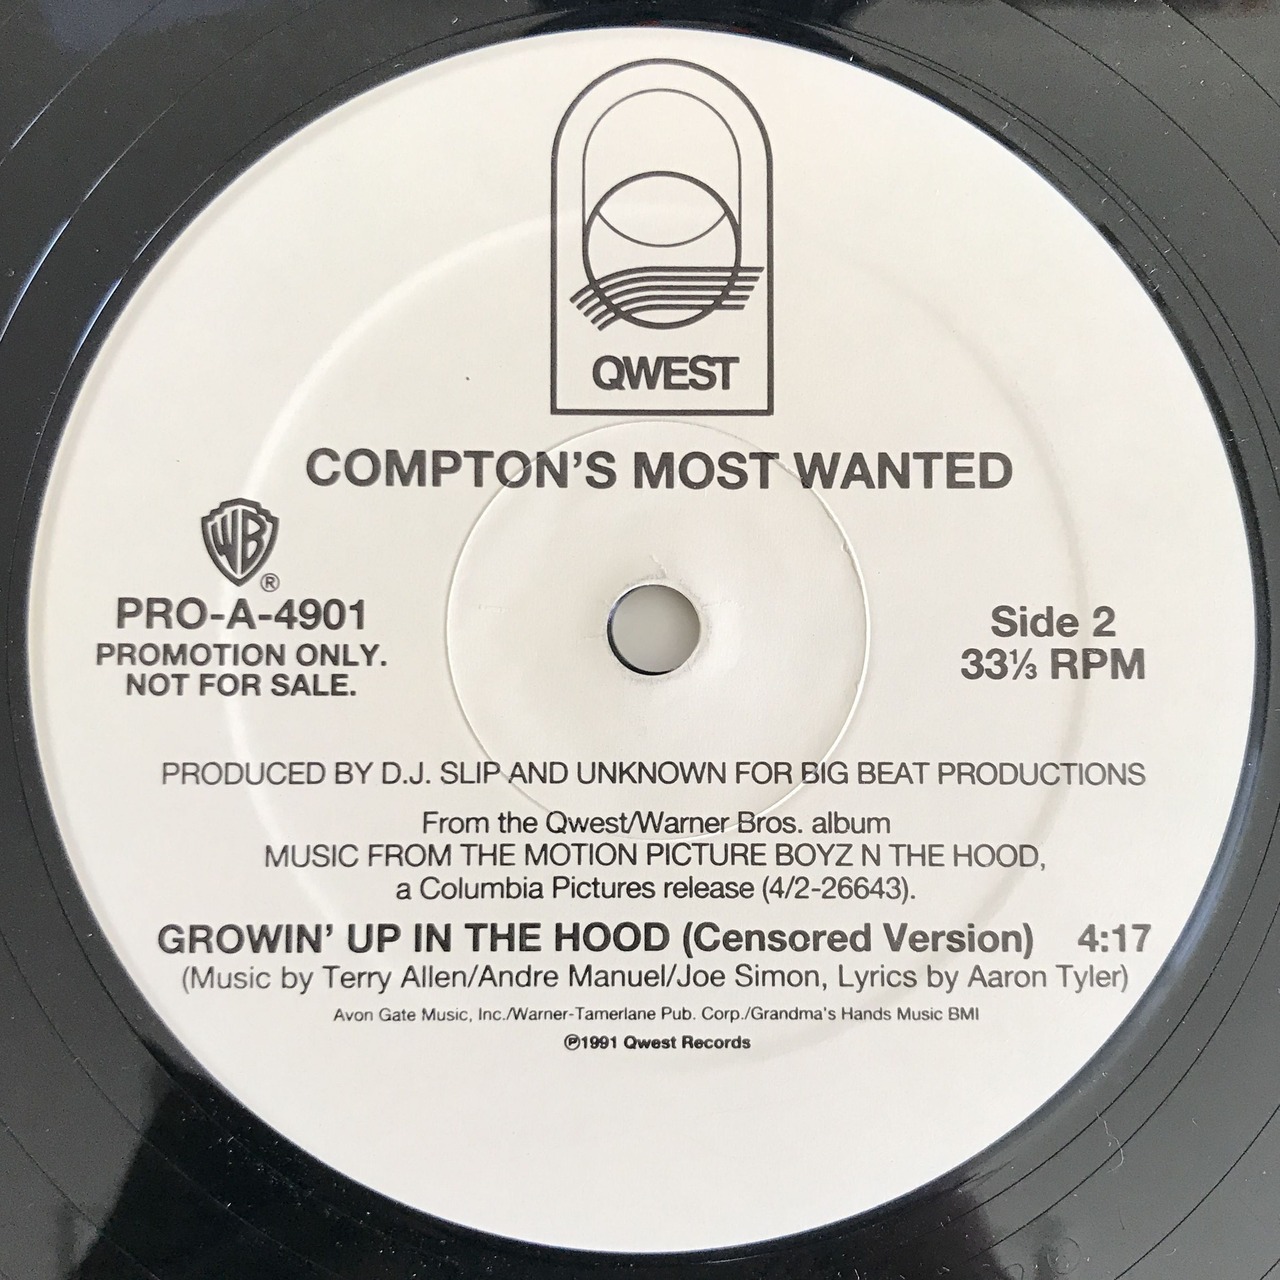 QWEST
COMPTON'S MOST WANTED
WB
®
PRO-A-4901
PROMOTION ONLY.
NOT FOR SALE.
Side 2
33⅓ RPM
PRODUCED BY D.J. SLIP AND UNKNOWN FOR BIG BEAT PRODUCTIONS
From the Qwest/Warner Bros. album
MUSIC FROM THE MOTION PICTURE BOYZ N THE HOOD,
a Columbia Pictures release (4/2-26643).
GROWIN' UP IN THE HOOD (Censored Version) 4:17
(Music by Terry Allen/Andre Manuel/Joe Simon, Lyrics by Aaron Tyler)
Avon Gate Music, Inc./Warner-Tamerlane Pub. Corp./Grandma's Hands Music BMI
℗1991 Qwest Records